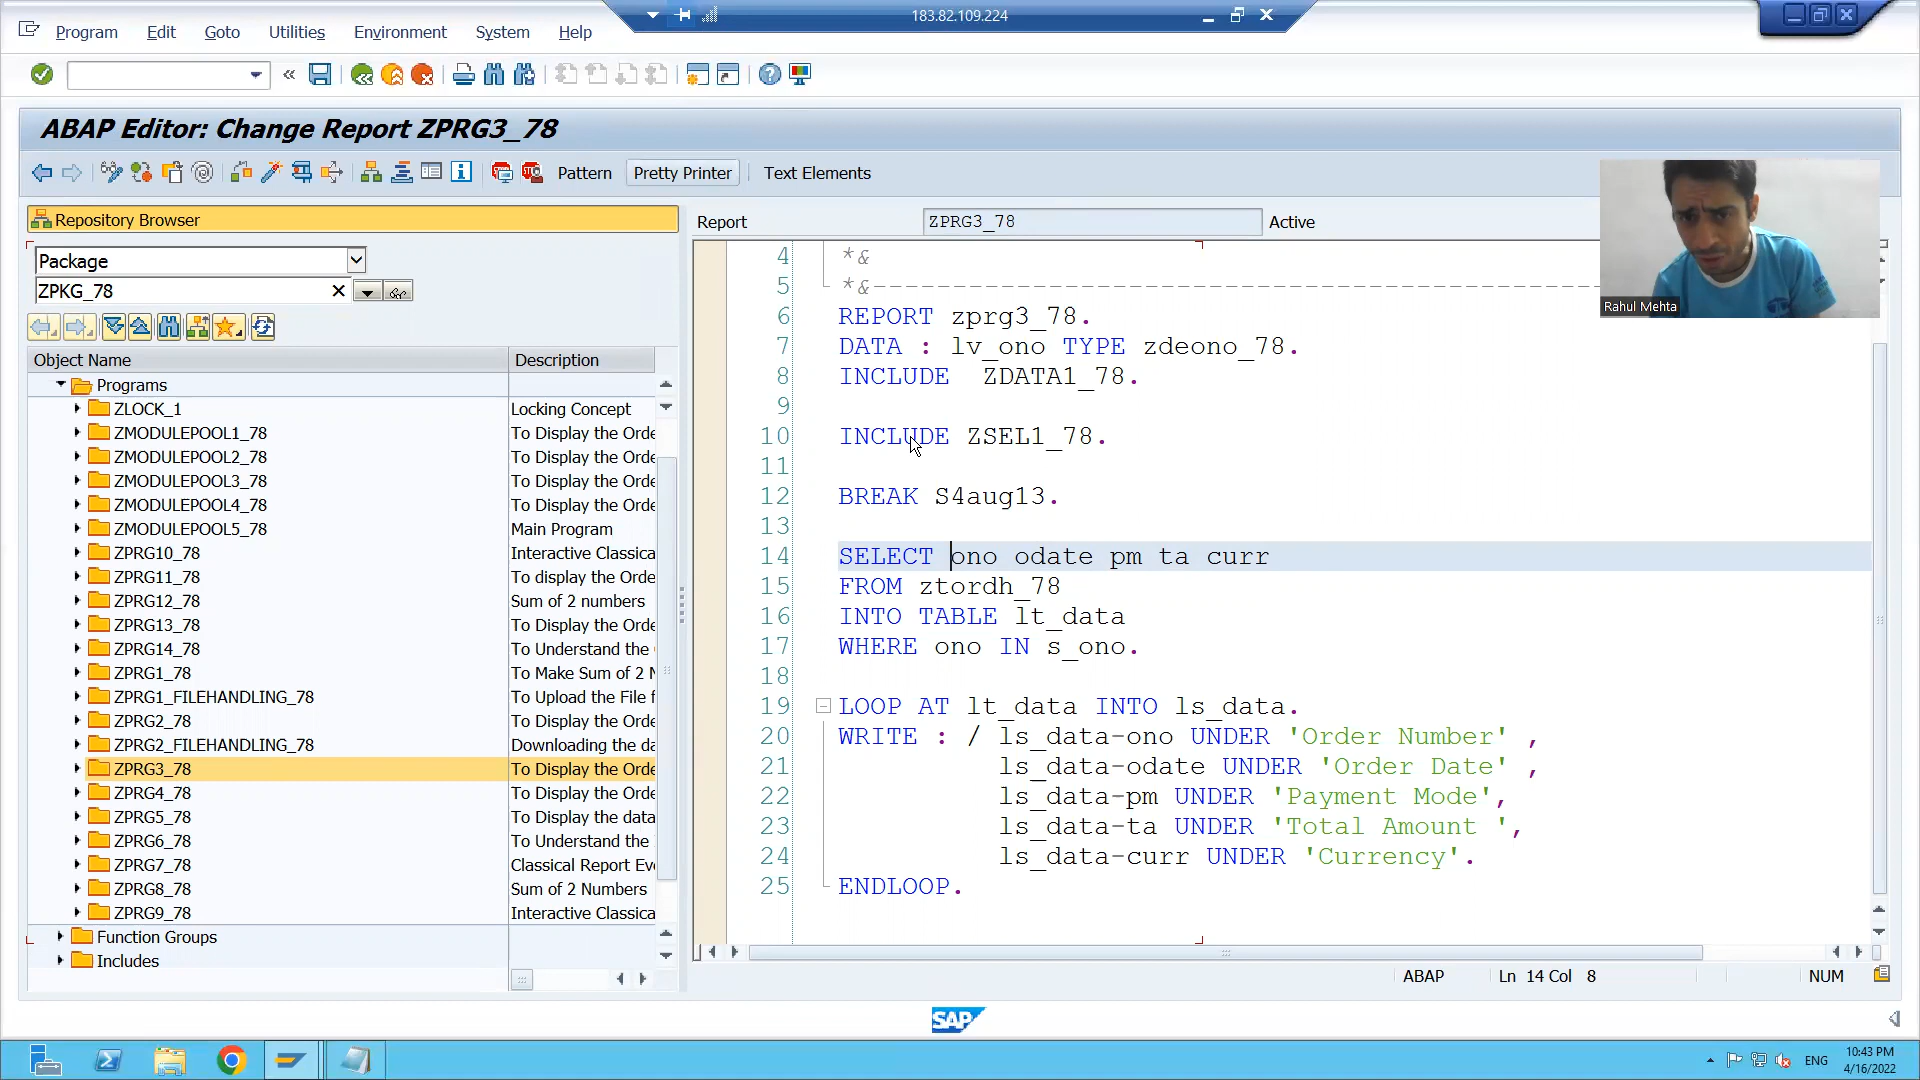 183.82.109.224
Program Edit Goto Utilities Environment System Help
ABAP Editor: Change Report ZPRG3_78
Pattern Pretty Printer Text Elements
Repository Browser
Package
ZPKG_78
Object Name Description
Programs
ZLOCK_1 Locking Concept
ZMODULEPOOL1_78 To Display the Orde
ZMODULEPOOL2_78 To Display the Orde
ZMODULEPOOL3_78 To Display the Orde
ZMODULEPOOL4_78 To Display the Orde
ZMODULEPOOL5_78 Main Program
ZPRG10_78 Interactive Classica
ZPRG11_78 To display the Order
ZPRG12_78 Sum of 2 numbers
ZPRG13_78 To Display the Order
ZPRG14_78 To Understand the
ZPRG1_78 To Make Sum of 2 N
ZPRG1_FILEHANDLING_78 To Upload the File f
ZPRG2_78 To Display the Order
ZPRG2_FILEHANDLING_78 Downloading the da
ZPRG3_78 To Display the Orde
ZPRG4_78 To Display the Orde
ZPRG5_78 To Display the data
ZPRG6_78 To Understand the
ZPRG7_78 Classical Report Eve
ZPRG8_78 Sum of 2 Numbers
ZPRG9_78 Interactive Classica
Function Groups
Includes
Report ZPRG3_78 Active
4 *&
5 *&---------------------------------------------
6 REPORT zprg3_78.
7 DATA : lv_ono TYPE zdeono_78.
8 INCLUDE ZDATA1_78.
9
10 INCLUDE ZSEL1_78.
11
12 BREAK S4aug13.
13
14 SELECT ono odate pm ta curr
15 FROM ztordh_78
16 INTO TABLE lt_data
17 WHERE ono IN s_ono.
18
19 LOOP AT lt_data INTO ls_data.
20 WRITE : / ls_data-ono UNDER 'Order Number' ,
21 ls_data-odate UNDER 'Order Date' ,
22 ls_data-pm UNDER 'Payment Mode',
23 ls_data-ta UNDER 'Total Amount ',
24 ls_data-curr UNDER 'Currency'.
25 ENDLOOP.
Rahul Mehta
ABAP Ln 14 Col 8 NUM
SAP
ENG
10:43 PM
4/16/2022